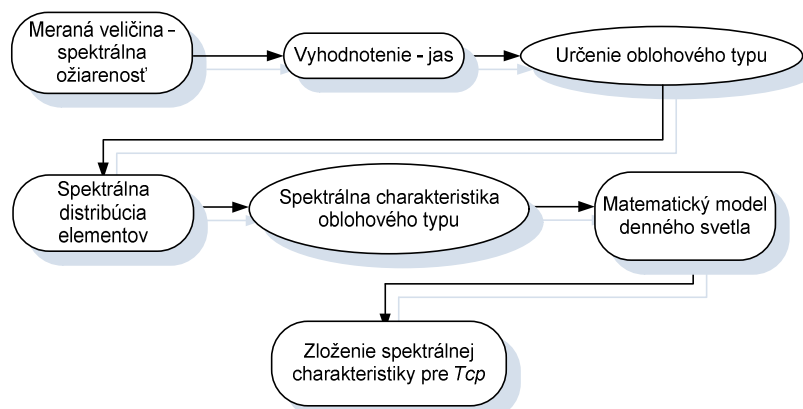 Meraná veličina –
spektrálna
ožiarenosť
Vyhodnotenie - jas
Určenie oblohového typu
Spektrálna
distribúcia
elementov
Spektrálna charakteristika
oblohového typu
Matematický model
denného svetla
Zloženie spektrálnej
charakteristiky pre Tcp